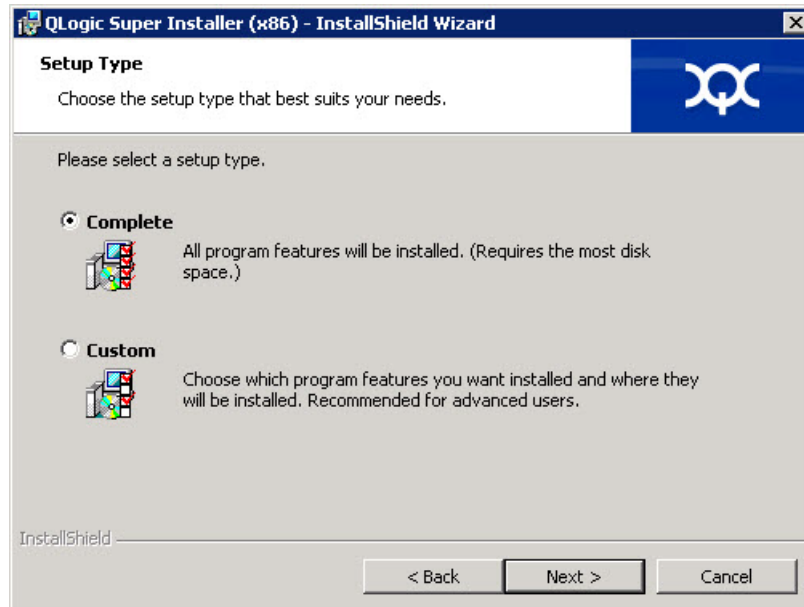 QLogic Super Installer (x86) - InstallShield Wizard
Setup Type
Choose the setup type that best suits your needs.
Please select a setup type.
Complete
All program features will be installed. (Requires the most disk
space.)
Custom
Choose which program features you want installed and where they
will be installed. Recommended for advanced users.
InstallShield
< Back
Next >
Cancel